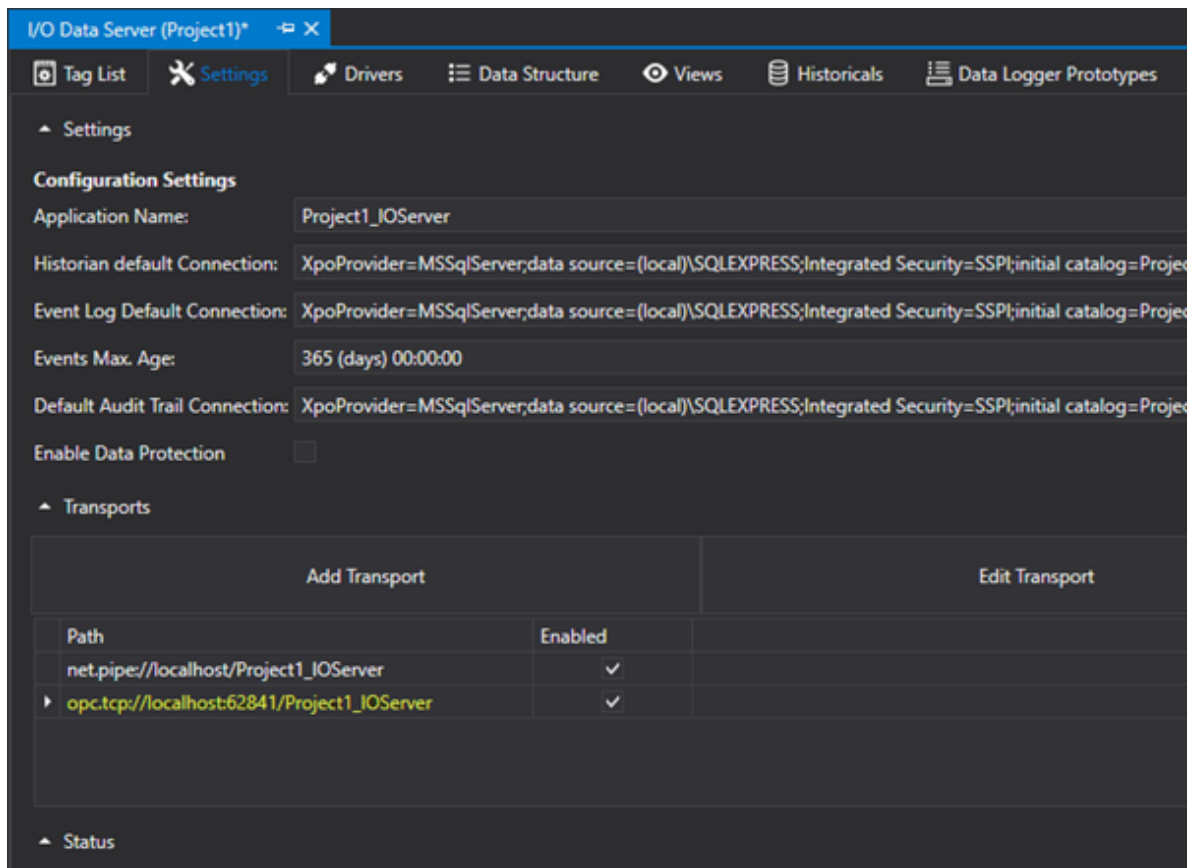 I/O Data Server (Project1)*
Tag List Settings Drivers Data Structure Views Historicals Data Logger Prototypes
Settings
Configuration Settings
Application Name: Project1_IOServer
Historian default Connection: XpoProvider=MSSqlServer;data source=(local)\SQLEXPRESS;Integrated Security=SSPI;initial catalog=Projec
Event Log Default Connection: XpoProvider=MSSqlServer;data source=(local)\SQLEXPRESS;Integrated Security=SSPI;initial catalog=Projec
Events Max. Age: 365 (days) 00:00:00
Default Audit Trail Connection: XpoProvider=MSSqlServer;data source=(local)\SQLEXPRESS;Integrated Security=SSPI;initial catalog=Projec
Enable Data Protection
Transports
Add Transport Edit Transport
Path Enabled
net.pipe://localhost/Project1_IOServer
opc.tcp://localhost:62841/Project1_IOServer
Status